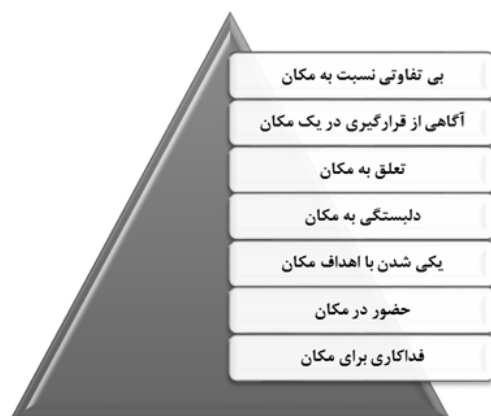 بی تفاوتی نسبت به مکان
آگاهی از قرارگیری در یک مکان
تعلق به مکان
دلبستگی به مکان
یکی شدن با اهداف مکان
حضور در مکان
فداکاری برای مکان